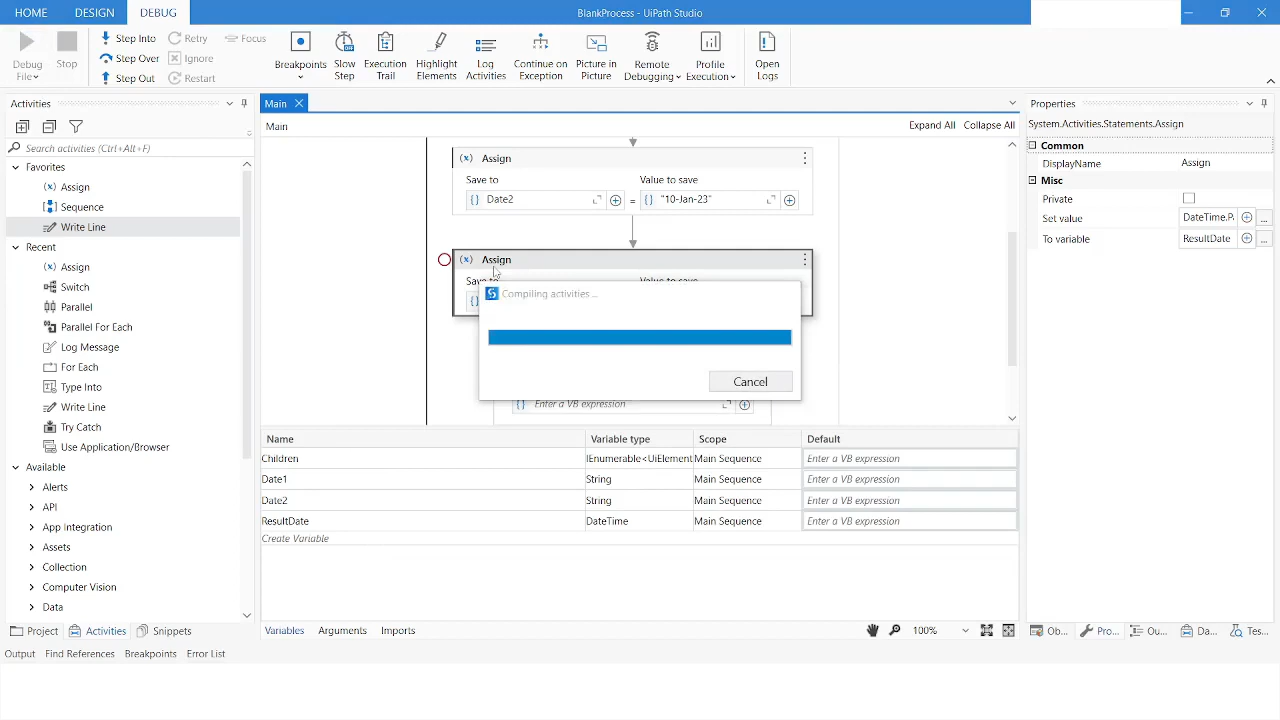 HOME DESIGN DEBUG BlankProcess - UiPath Studio
Debug File Stop
Step Into
Step Over
Step Out
Retry
Ignore
Restart
Focus
Breakpoints
Slow Step
Execution Trail
Highlight Elements
Log Activities
Continue on Exception
Picture in Picture
Remote Debugging
Profile Execution
Open Logs
Activities
Search activities (Ctrl+Alt+F)
Favorites
Assign
Sequence
Write Line
Recent
Assign
Switch
Parallel
Parallel For Each
Log Message
For Each
Type Into
Write Line
Try Catch
Use Application/Browser
Available
Alerts
API
App Integration
Assets
Collection
Computer Vision
Data
Project Activities Snippets
Main
Main Expand All Collapse All
Assign
Save to Value to save
Date2 = "10-Jan-23"
Assign
Compiling activities ...
Cancel
Enter a VB expression
Name Variable type Scope Default
Children IEnumerable<UiElement Main Sequence Enter a VB expression
Date1 String Main Sequence Enter a VB expression
Date2 String Main Sequence Enter a VB expression
ResultDate DateTime Main Sequence Enter a VB expression
Create Variable
Variables Arguments Imports 100%
Properties
System.Activities.Statements.Assign
Common
DisplayName Assign
Misc
Private
Set value DateTime.P ...
To variable ResultDate ...
Ob... Pro... Ou... Da... Tes...
Output Find References Breakpoints Error List